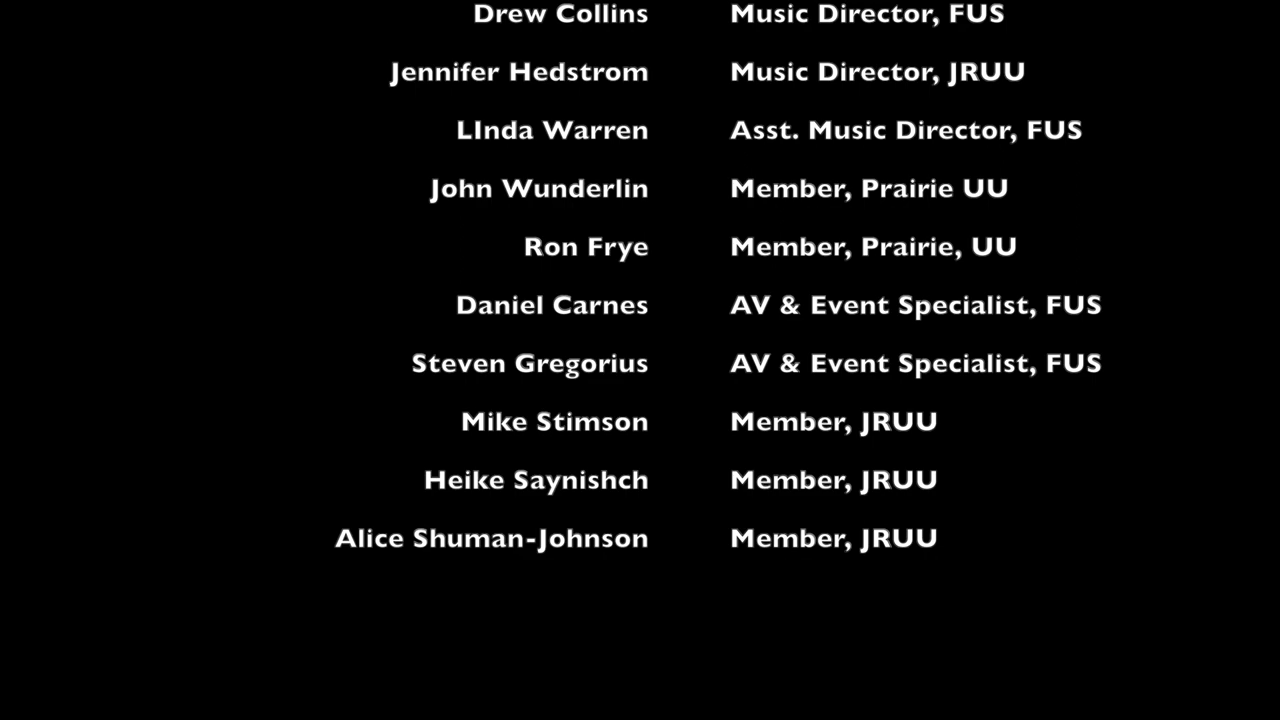 Drew Collins Music Director, FUS
Jennifer Hedstrom Music Director, JRUU
LInda Warren Asst. Music Director, FUS
John Wunderlin Member, Prairie UU
Ron Frye Member, Prairie, UU
Daniel Carnes AV & Event Specialist, FUS
Steven Gregorius AV & Event Specialist, FUS
Mike Stimson Member, JRUU
Heike Saynishch Member, JRUU
Alice Shuman-Johnson Member, JRUU